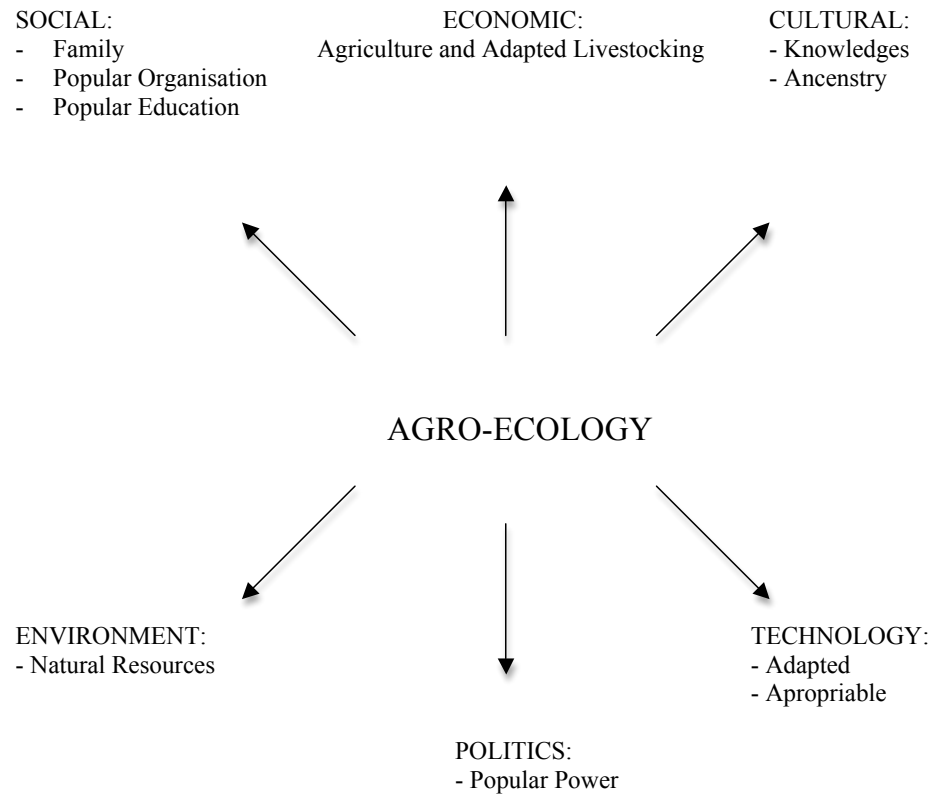 SOCIAL:
- Family
- Popular Organisation
- Popular Education
ECONOMIC:
Agriculture and Adapted Livestocking
CULTURAL:
- Knowledges
- Ancenstry
AGRO-ECOLOGY
ENVIRONMENT:
- Natural Resources
POLITICS:
- Popular Power
TECHNOLOGY:
- Adapted
- Apropriable